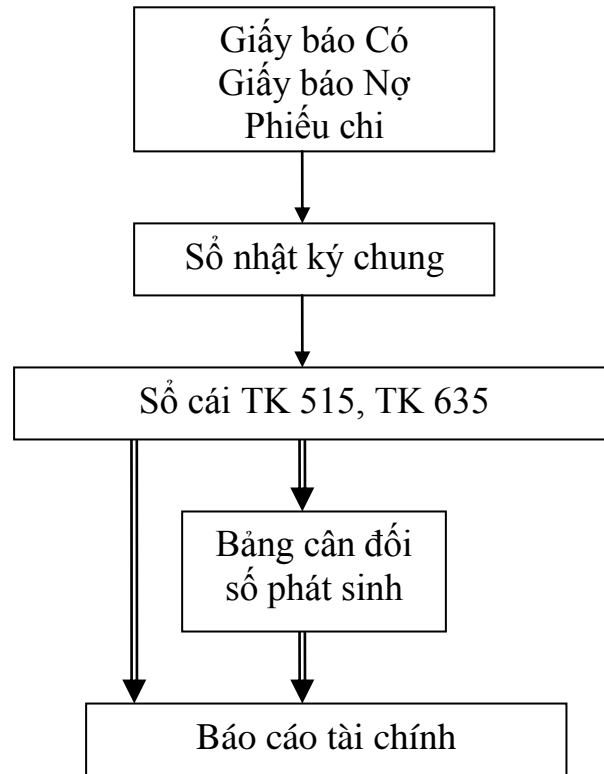 Giấy báo Có
Giấy báo Nợ
Phiếu chi
Sổ nhật ký chung
Sổ cái TK 515, TK 635
Bảng cân đối
số phát sinh
Báo cáo tài chính